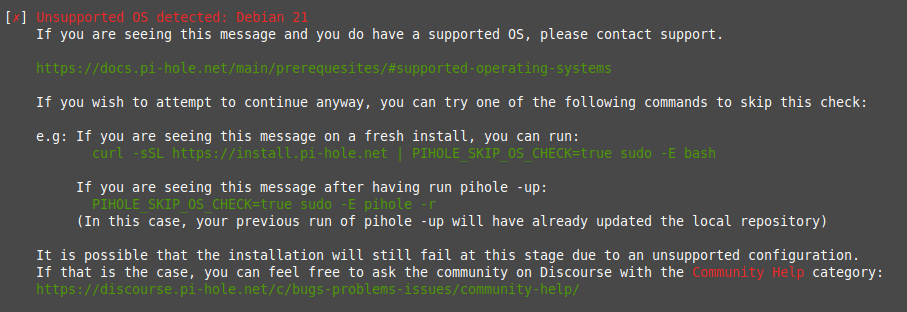 [✗] Unsupported OS detected: Debian 21
If you are seeing this message and you do have a supported OS, please contact support.
https://docs.pi-hole.net/main/prerequesites/#supported-operating-systems
If you wish to attempt to continue anyway, you can try one of the following commands to skip this check:
e.g: If you are seeing this message on a fresh install, you can run:
curl -sSL https://install.pi-hole.net | PIHOLE_SKIP_OS_CHECK=true sudo -E bash
If you are seeing this message after having run pihole -up:
PIHOLE_SKIP_OS_CHECK=true sudo -E pihole -r
(In this case, your previous run of pihole -up will have already updated the local repository)
It is possible that the installation will still fail at this stage due to an unsupported configuration.
If that is the case, you can feel free to ask the community on Discourse with the Community Help category:
https://discourse.pi-hole.net/c/bugs-problems-issues/community-help/